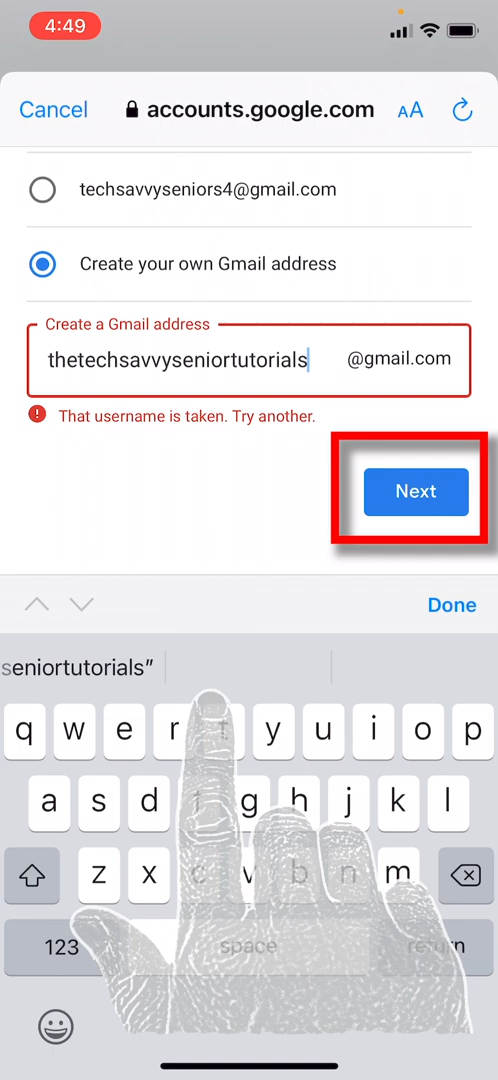 4:49
Cancel accounts.google.com AA
techsavvyseniors4@gmail.com
Create your own Gmail address
Create a Gmail address
thetechsavvyseniortutorials @gmail.com
That username is taken. Try another.
Next
Done
seniortutorials”
q w e r t y u i o p
a s d f g h j k l
z x c v b n m
123 space return